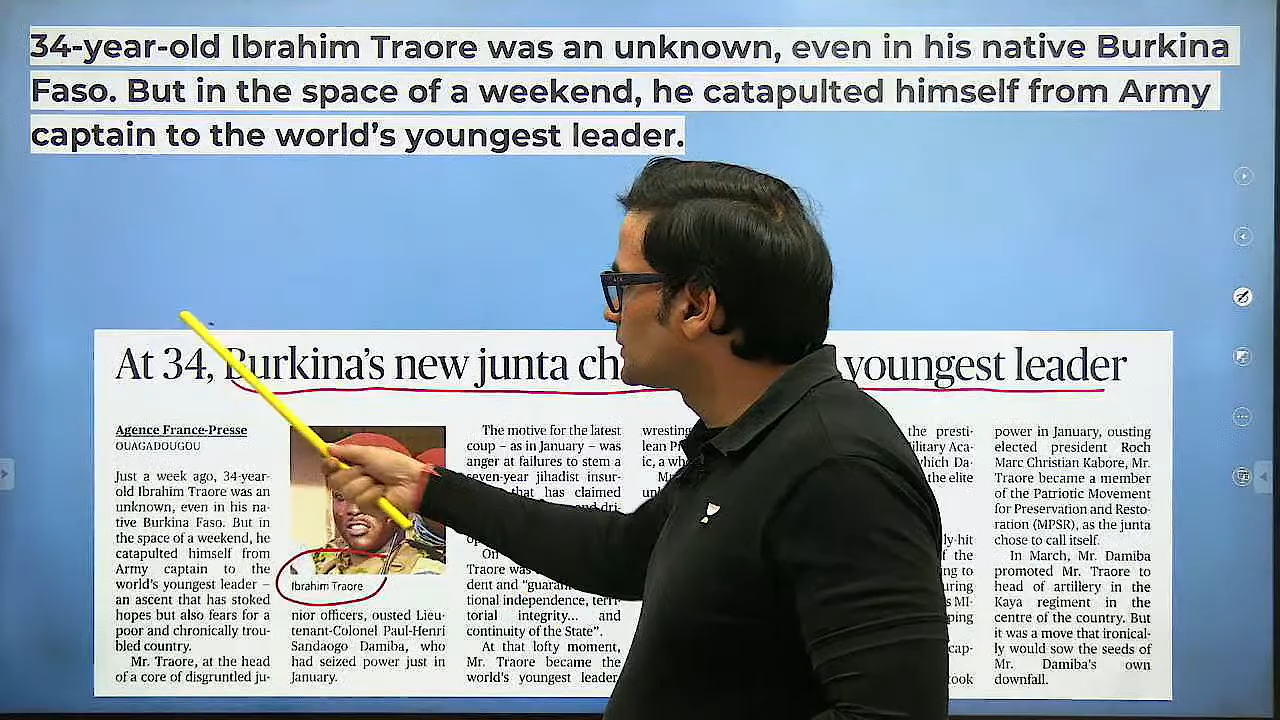 34-year-old Ibrahim Traore was an unknown, even in his native Burkina
Faso. But in the space of a weekend, he catapulted himself from Army
captain to the world's youngest leader.
At 34, Burkina's new junta ch
youngest leader
Agence France-Presse
OUAGADOUGOU
Just a week ago, 34-year-
old Ibrahim Traore was an
unknown, even in his na-
tive Burkina Faso. But in
the space of a weekend, he
catapulted himself from
Army captain to the
world's youngest leader –
an ascent that has stoked
hopes but also fears for a
poor and chronically trou-
bled country.
Mr. Traore, at the head
of a core of disgruntled ju-
Ibrahim Traore
nior officers, ousted Lieu-
tenant-Colonel Paul-Henri
Sandaogo Damiba, who
had seized power just in
January.
The motive for the latest
coup – as in January – was
anger at failures to stem a
seven-year jihadist insur-
that has claimed
and dri-
On
Traore was
dent and "guaran
tional independence, terri-
torial integrity... and
continuity of the State".
At that lofty moment,
Mr. Traore became the
world's youngest leader
wresting
lean P
ic, a wh
M
the presti-
ilitary Aca-
hich Da-
the elite
ly-hit
f the
ng to
uring
s MI-
ping
cap-
took
power in January, ousting
elected president Roch
Marc Christian Kabore, Mr.
Traore became a member
of the Patriotic Movement
for Preservation and Resto-
ration (MPSR), as the junta
chose to call itself.
In March, Mr. Damiba
promoted Mr. Traore to
head of artillery in the
Kaya regiment in the
centre of the country. But
it was a move that ironical-
ly would sow the seeds of
Mr. Damiba's own
downfall.